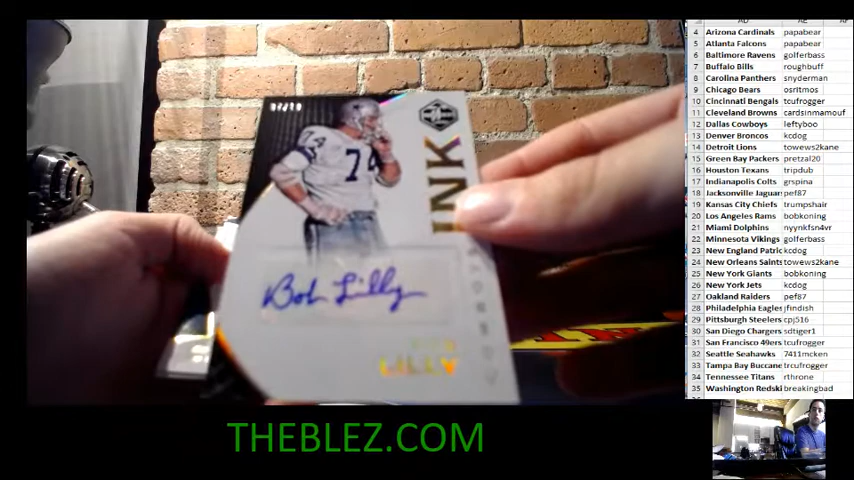 74
74
INK
Bob Lilly
LILLY
COWBOYS
THEBLEZ.COM
AD AE AF
4 Arizona Cardinals papabear
5 Atlanta Falcons papabear
6 Baltimore Ravens golferbass
7 Buffalo Bills roughbuff
8 Carolina Panthers snyderman
9 Chicago Bears osritmos
10 Cincinnati Bengals tcufrogger
11 Cleveland Browns cardsinmamouf
12 Dallas Cowboys leftyboo
13 Denver Broncos kcdog
14 Detroit Lions towews2kane
15 Green Bay Packers pretzal20
16 Houston Texans tripdub
17 Indianapolis Colts grspina
18 Jacksonville Jaguar pef87
19 Kansas City Chiefs trumpshair
20 Los Angeles Rams bobkoning
21 Miami Dolphins nyynkfsn4vr
22 Minnesota Vikings golferbass
23 New England Patric kcdog
24 New Orleans Saints towews2kane
25 New York Giants bobkoning
26 New York Jets kcdog
27 Oakland Raiders pef87
28 Philadelphia Eagles jfindish
29 Pittsburgh Steelers cpj516
30 San Diego Chargers sdtiger1
31 San Francisco 49ers tcufrogger
32 Seattle Seahawks 7411mcken
33 Tampa Bay Buccane tcufrogger
34 Tennessee Titans rthrone
35 Washington Redski breakingbad